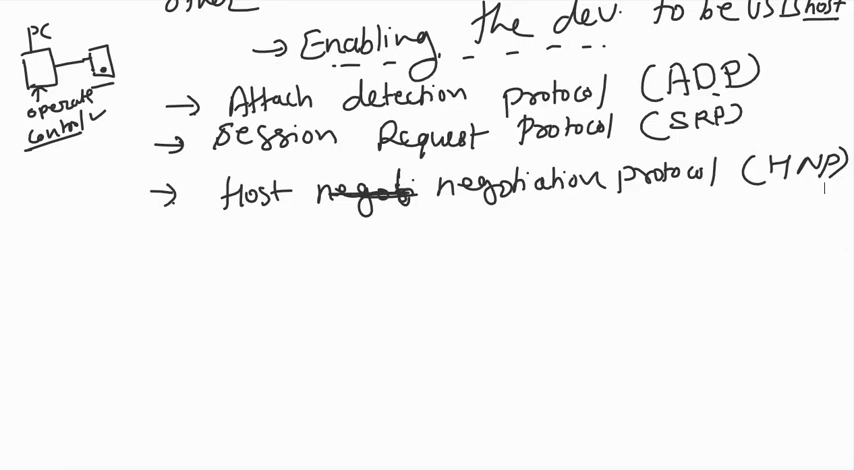 → Enabling the dev. to be USB host
PC
operate
control ✓
→ Attach detection protocol (ADP)
→ Session Request Protocol (SRP)
→ Host negoti negotiation protocol (HNP)